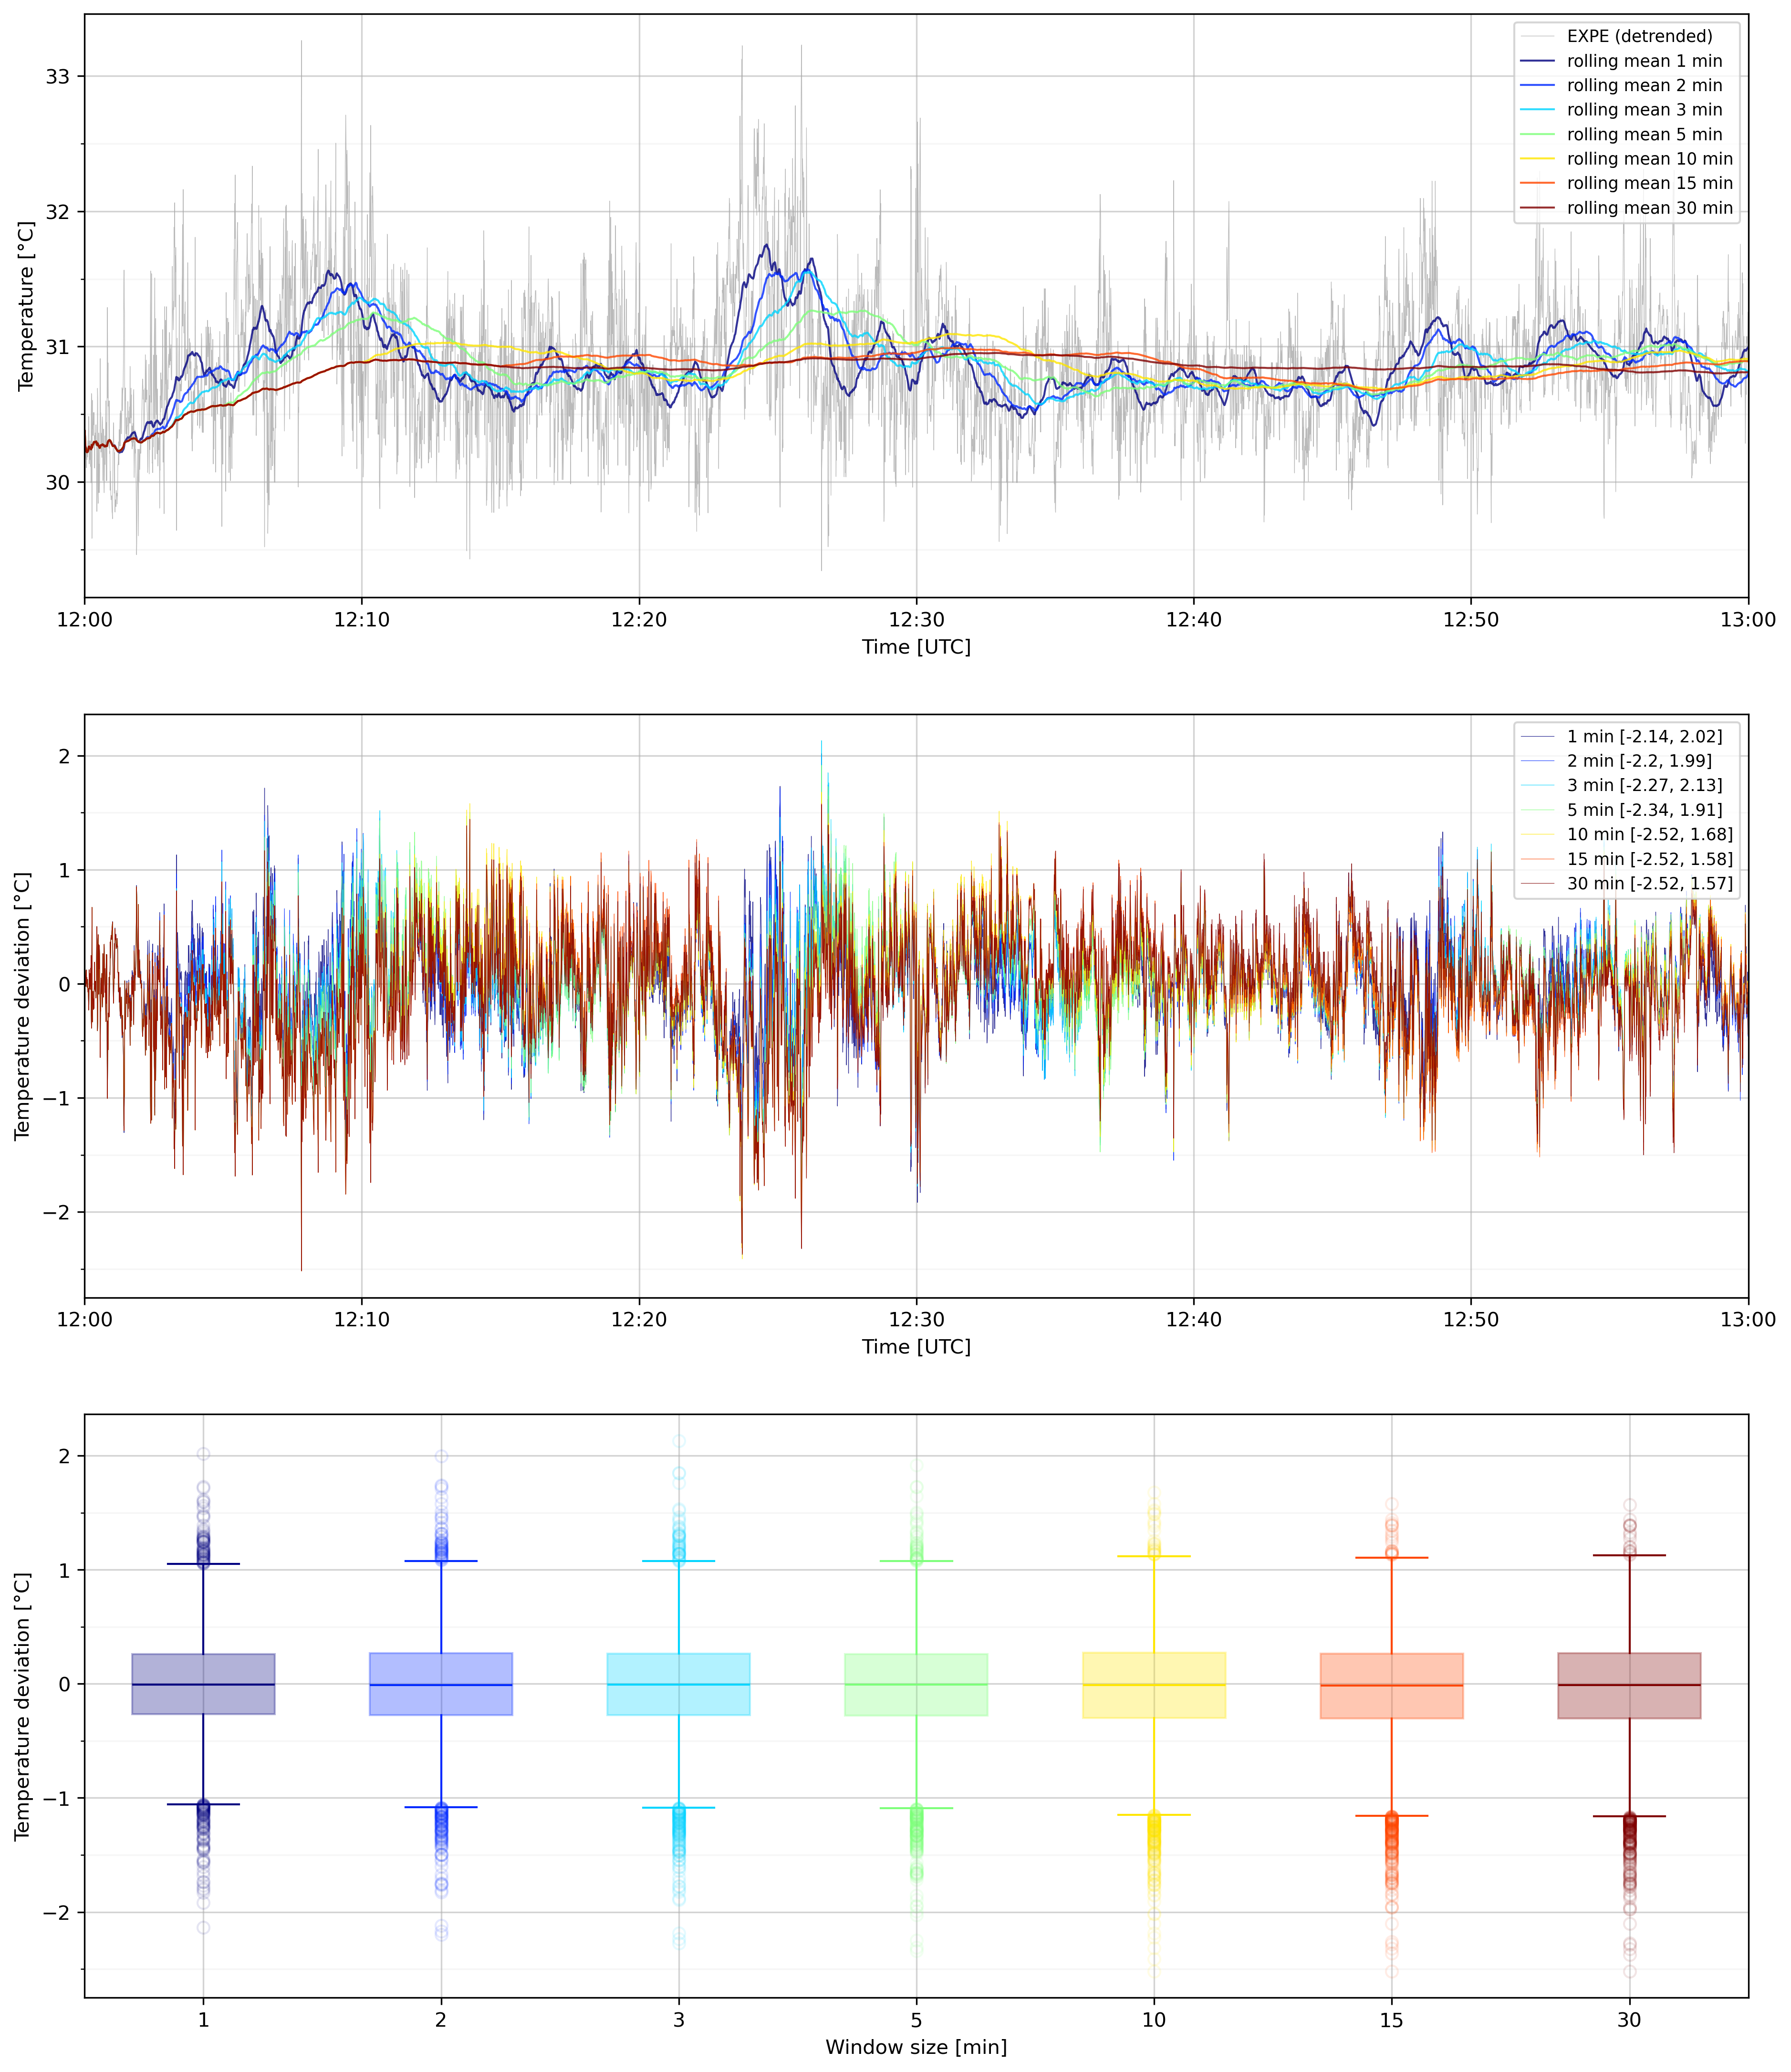 33
32
31
30
Temperature [°C]
EXPE (detrended)
rolling mean 1 min
rolling mean 2 min
rolling mean 3 min
rolling mean 5 min
rolling mean 10 min
rolling mean 15 min
rolling mean 30 min
12:00 12:10 12:20 12:30 12:40 12:50 13:00
Time [UTC]
2
1
0
−1
−2
Temperature deviation [°C]
1 min [-2.14, 2.02]
2 min [-2.2, 1.99]
3 min [-2.27, 2.13]
5 min [-2.34, 1.91]
10 min [-2.52, 1.68]
15 min [-2.52, 1.58]
30 min [-2.52, 1.57]
12:00 12:10 12:20 12:30 12:40 12:50 13:00
Time [UTC]
2
1
0
−1
−2
Temperature deviation [°C]
1 2 3 5 10 15 30
Window size [min]